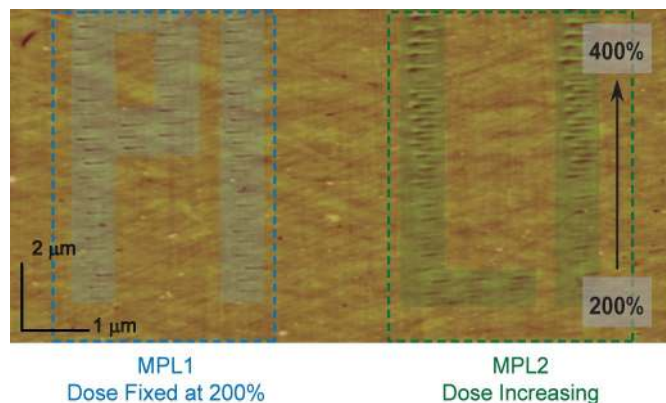 400%
2 μm
1 μm
200%
MPL1
Dose Fixed at 200%
MPL2
Dose Increasing